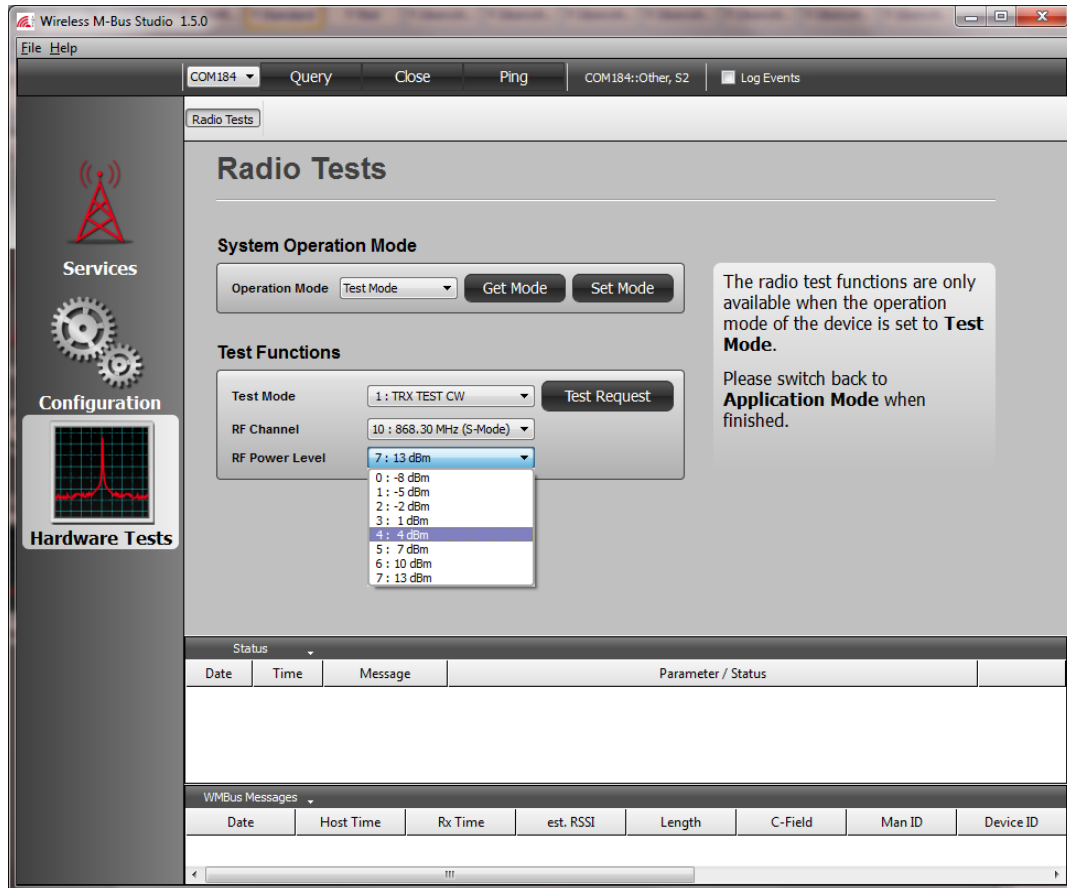 Wireless M-Bus Studio 1.5.0
File Help
COM184 Query Close Ping COM184::Other, S2 Log Events
Radio Tests
Radio Tests
Services
Configuration
Hardware Tests
System Operation Mode
Operation Mode Test Mode Get Mode Set Mode
Test Functions
Test Mode 1 : TRX TEST CW Test Request
RF Channel 10 : 868.30 MHz (S-Mode)
RF Power Level 7 : 13 dBm
0 : -8 dBm
1 : -5 dBm
2 : -2 dBm
3 : 1 dBm
4 : 4 dBm
5 : 7 dBm
6 : 10 dBm
7 : 13 dBm
The radio test functions are only
available when the operation
mode of the device is set to Test
Mode.
Please switch back to
Application Mode when
finished.
Status
Date Time Message Parameter / Status
WMBus Messages
Date Host Time Rx Time est. RSSI Length C-Field Man ID Device ID